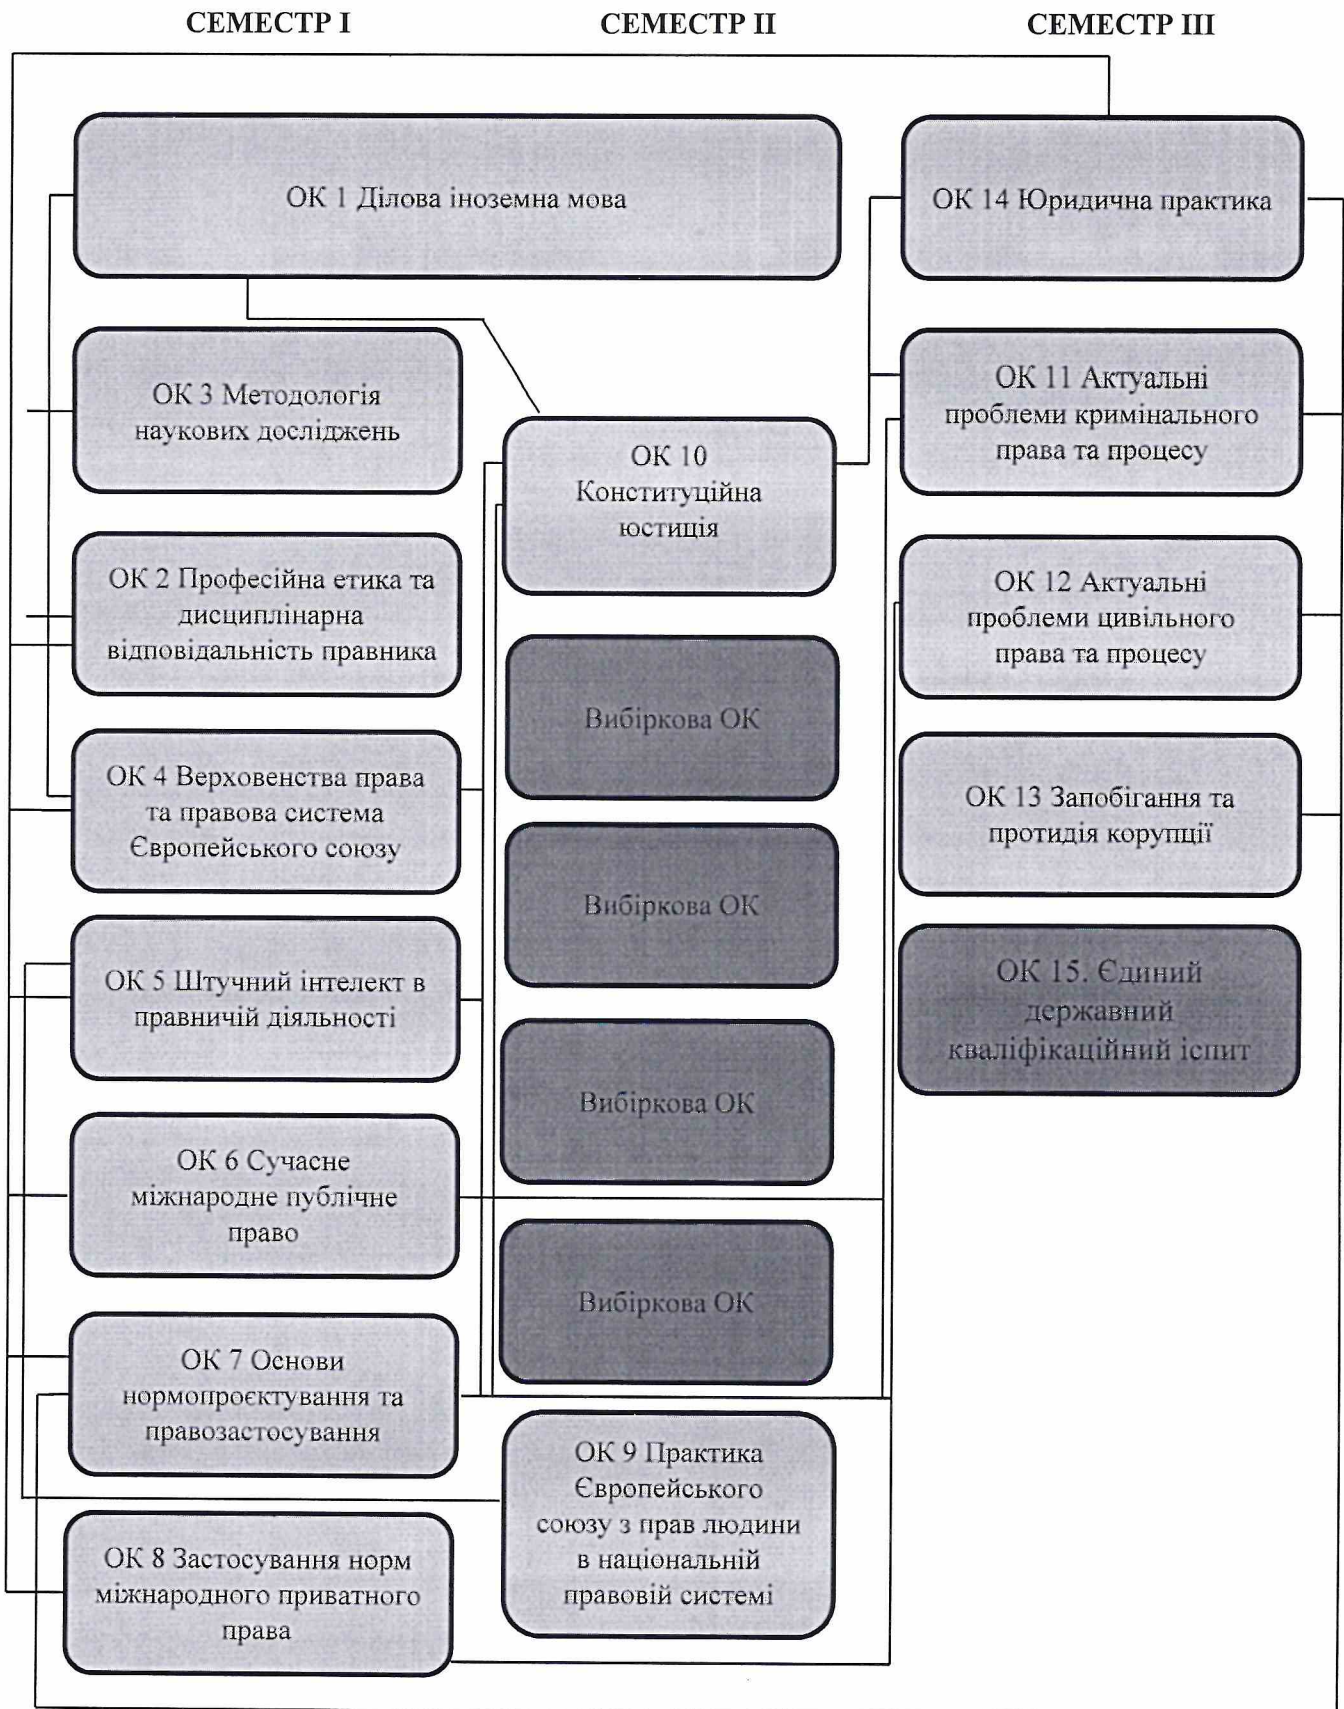 СЕМЕСТР I
СЕМЕСТР II
СЕМЕСТР III
ОК 1 Ділова іноземна мова
ОК 14 Юридична практика
ОК 3 Методологія
наукових досліджень
ОК 11 Актуальні
проблеми кримінального
права та процесу
ОК 10
Конституційна
юстиція
ОК 2 Професійна етика та
дисциплінарна
відповідальність правника
ОК 12 Актуальні
проблеми цивільного
права та процесу
Вибіркова ОК
ОК 4 Верховенства права
та правова система
Європейського союзу
ОК 13 Запобігання та
протидія корупції
Вибіркова ОК
ОК 5 Штучний інтелект в
правничій діяльності
ОК 15. Єдиний
державний
кваліфікаційний іспит
Вибіркова ОК
ОК 6 Сучасне
міжнародне публічне
право
Вибіркова ОК
ОК 7 Основи
нормопроєктування та
правозастосування
ОК 9 Практика
Європейського
союзу з прав людини
в національній
правовій системі
ОК 8 Застосування норм
міжнародного приватного
права